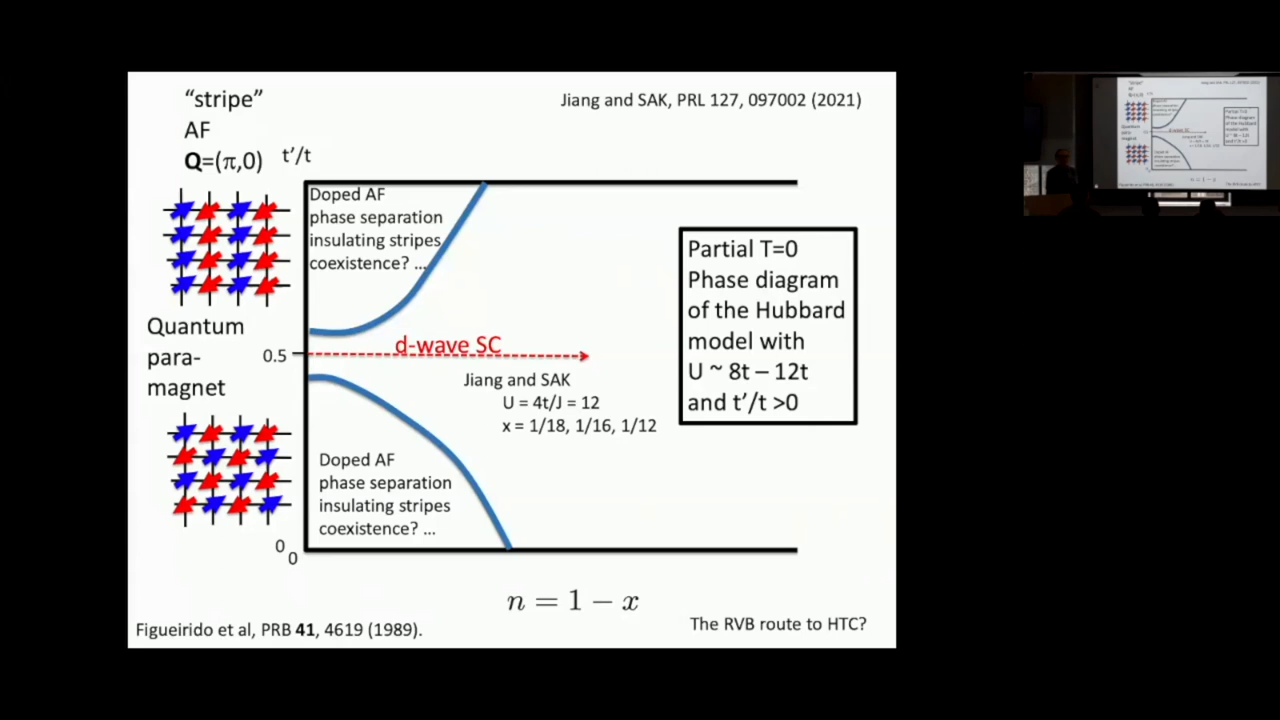 “stripe”
AF
Q=(π,0)
t’/t
Jiang and SAK, PRL 127, 097002 (2021)
Doped AF
phase separation
insulating stripes
coexistence? ...
Partial T=0
Phase diagram
of the Hubbard
model with
U ~ 8t – 12t
and t’/t >0
Quantum
para-
magnet
0.5
d-wave SC
Jiang and SAK
U = 4t/J = 12
x = 1/18, 1/16, 1/12
Doped AF
phase separation
insulating stripes
coexistence? ...
0
0
n = 1 − x
Figueirido et al, PRB 41, 4619 (1989).
The RVB route to HTC?